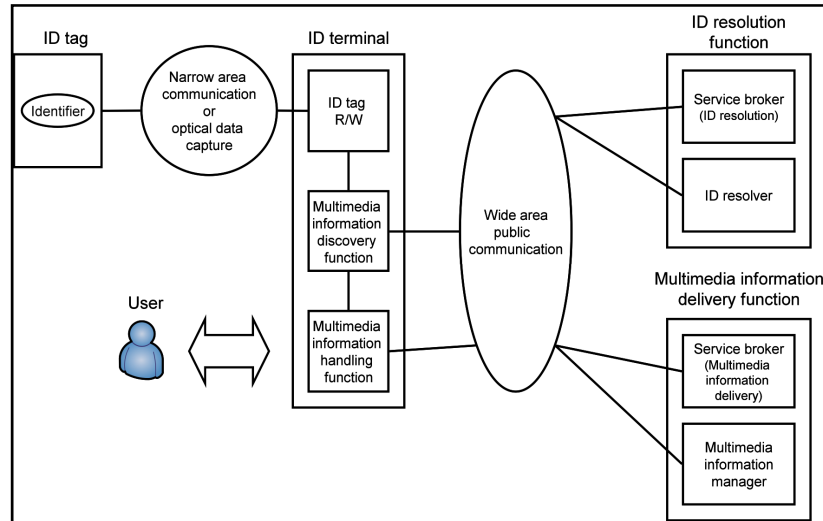 ID tag
Identifier
Narrow area
communication
or
optical data
capture
ID terminal
ID tag
R/W
Multimedia
information
discovery
function
Multimedia
information
handling
function
User
Wide area
public
communication
ID resolution
function
Service broker
(ID resolution)
ID resolver
Multimedia information
delivery function
Service broker
(Multimedia
information
delivery)
Multimedia
information
manager